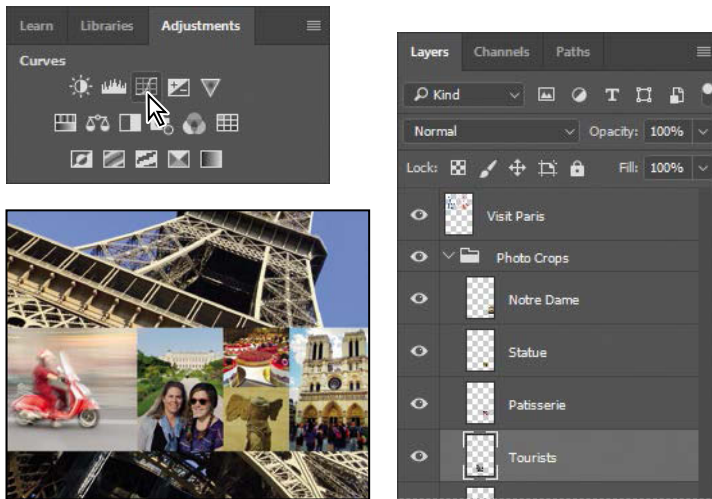 Learn Libraries Adjustments
Curves
Layers Channels Paths
Kind
Normal Opacity: 100%
Lock: Fill: 100%
Visit Paris
Photo Crops
Notre Dame
Statue
Patisserie
Tourists